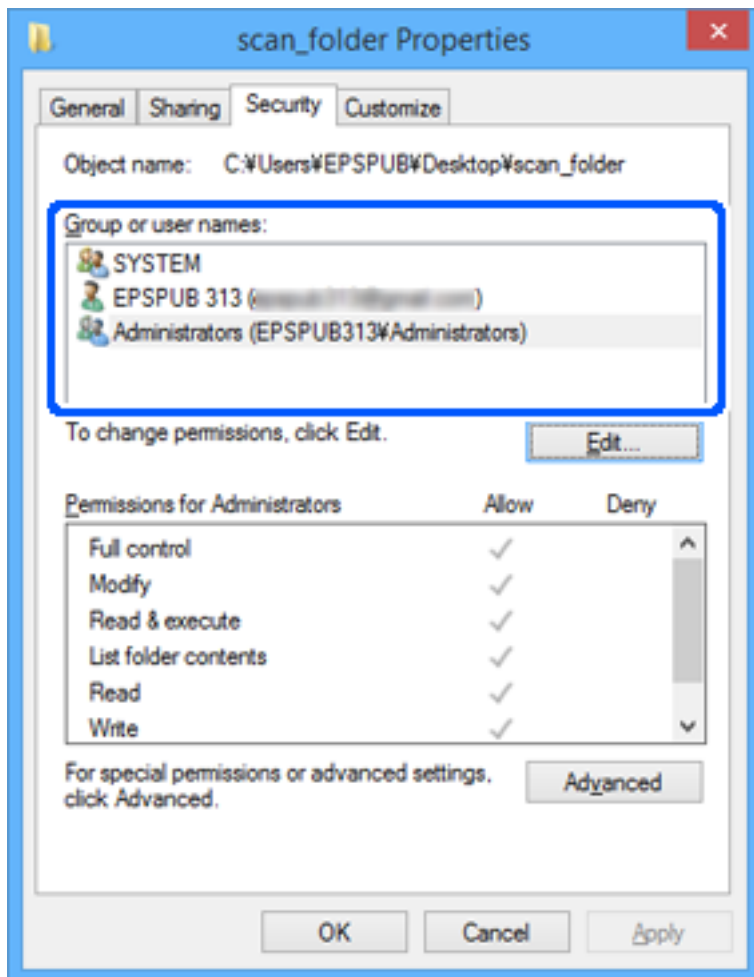 scan_folder Properties
General Sharing Security Customize
Object name: C:¥Users¥EPSPUB¥Desktop¥scan_folder
Group or user names:
SYSTEM
EPSPUB 313 ( )
Administrators (EPSPUB313¥Administrators)
To change permissions, click Edit. Edit...
Permissions for Administrators Allow Deny
Full control
Modify
Read & execute
List folder contents
Read
Write
For special permissions or advanced settings,
click Advanced. Advanced
OK Cancel Apply